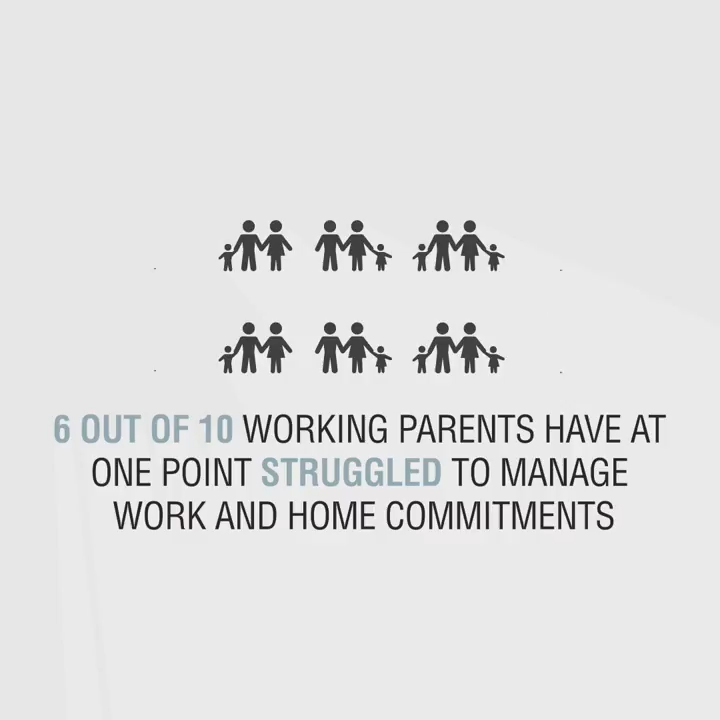 6 OUT OF 10 WORKING PARENTS HAVE AT
ONE POINT STRUGGLED TO MANAGE
WORK AND HOME COMMITMENTS